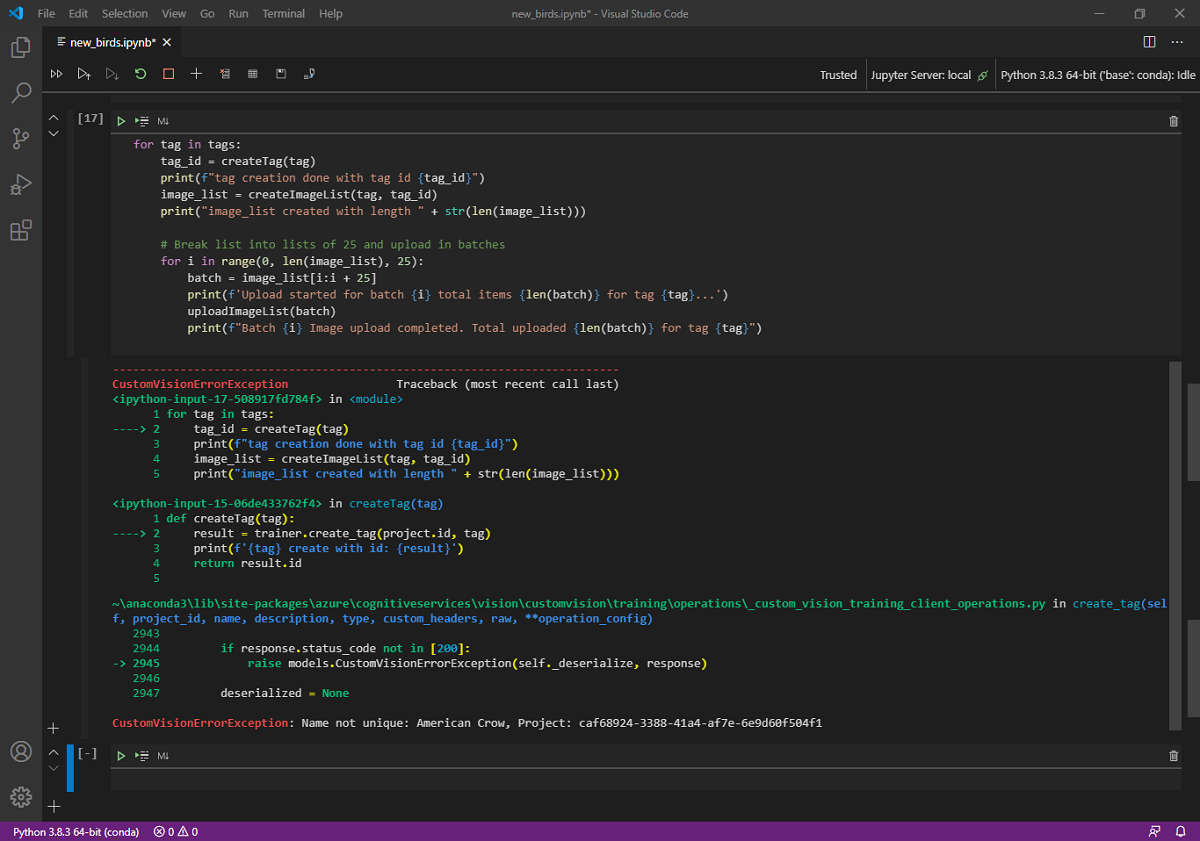 File Edit Selection View Go Run Terminal Help new_birds.ipynb* - Visual Studio Code
new_birds.ipynb*
Trusted Jupyter Server: local Python 3.8.3 64-bit ('base': conda): Idle
[17] M↓
for tag in tags:
    tag_id = createTag(tag)
    print(f"tag creation done with tag id {tag_id}")
    image_list = createImageList(tag, tag_id)
    print("image_list created with length " + str(len(image_list)))
    # Break list into lists of 25 and upload in batches
    for i in range(0, len(image_list), 25):
        batch = image_list[i:i + 25]
        print(f'Upload started for batch {i} total items {len(batch)} for tag {tag}...')
        uploadImageList(batch)
        print(f"Batch {i} Image upload completed. Total uploaded {len(batch)} for tag {tag}")
---------------------------------------------------------------------------
CustomVisionErrorException                Traceback (most recent call last)
<ipython-input-17-508917fd784f> in <module>
      1 for tag in tags:
----> 2     tag_id = createTag(tag)
      3     print(f"tag creation done with tag id {tag_id}")
      4     image_list = createImageList(tag, tag_id)
      5     print("image_list created with length " + str(len(image_list)))
<ipython-input-15-06de433762f4> in createTag(tag)
      1 def createTag(tag):
----> 2     result = trainer.create_tag(project.id, tag)
      3     print(f'{tag} create with id: {result}')
      4     return result.id
      5
~\anaconda3\lib\site-packages\azure\cognitiveservices\vision\customvision\training\operations\_custom_vision_training_client_operations.py in create_tag(sel
f, project_id, name, description, type, custom_headers, raw, **operation_config)
   2943
   2944         if response.status_code not in [200]:
-> 2945             raise models.CustomVisionErrorException(self._deserialize, response)
   2946
   2947         deserialized = None
CustomVisionErrorException: Name not unique: American Crow, Project: caf68924-3388-41a4-af7e-6e9d60f504f1
[-] M↓
Python 3.8.3 64-bit (conda) 0 0